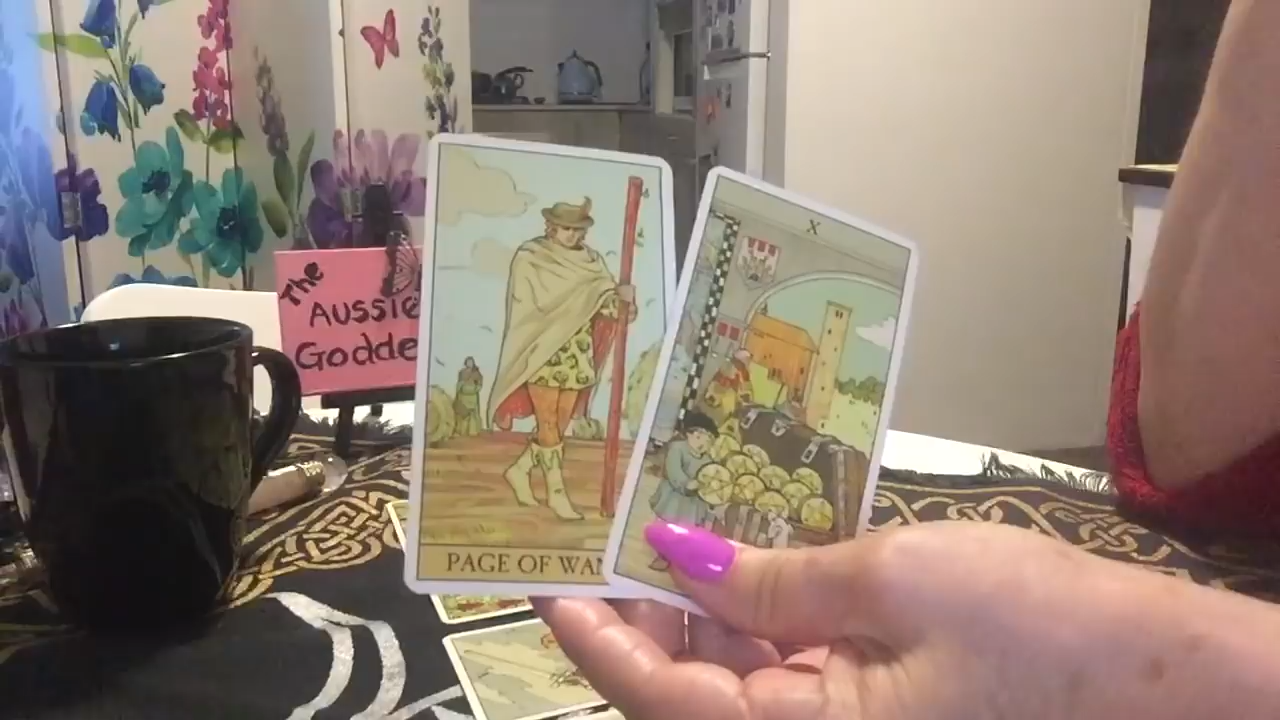 The
AUSSIE
Godde
PAGE OF WAN
X